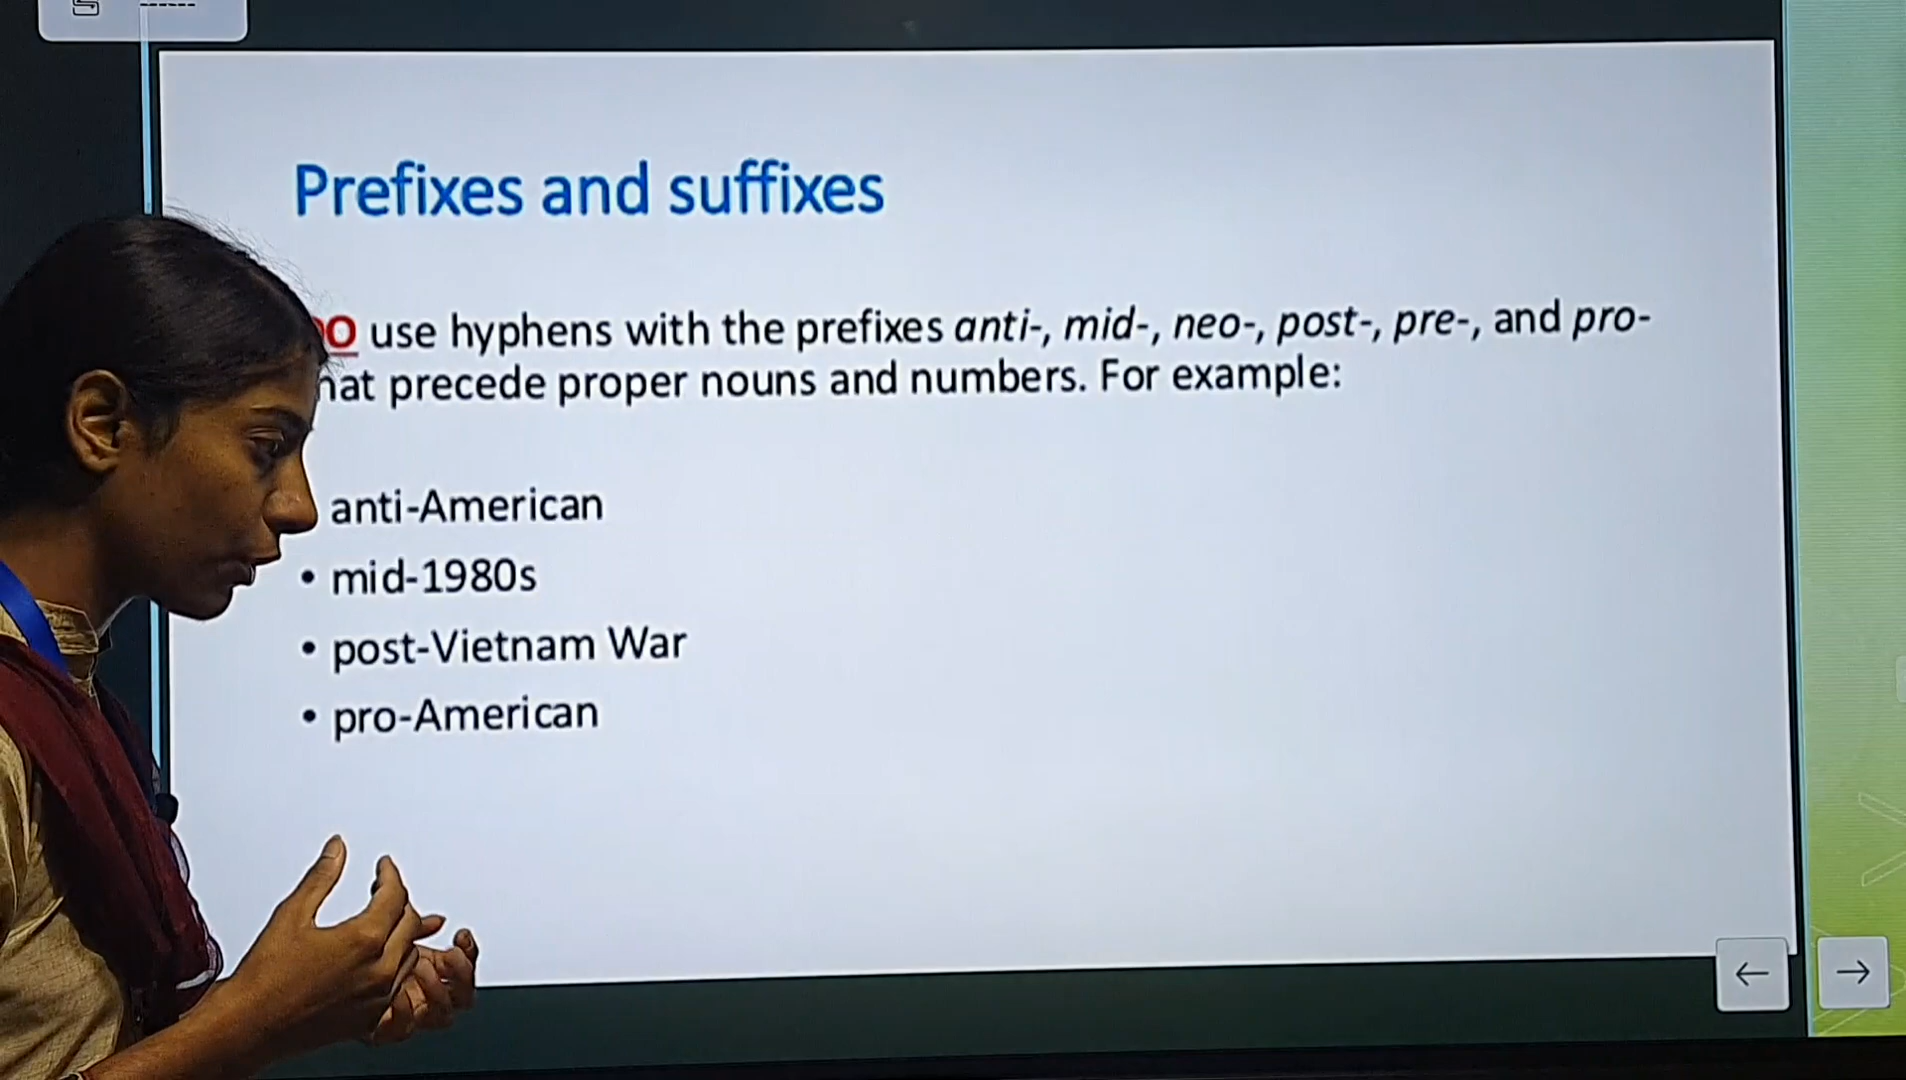 Prefixes and suffixes
use hyphens with the prefixes anti-, mid-, neo-, post-, pre-, and pro-
precede proper nouns and numbers. For example:
anti-American
• mid-1980s
• post-Vietnam War
• pro-American